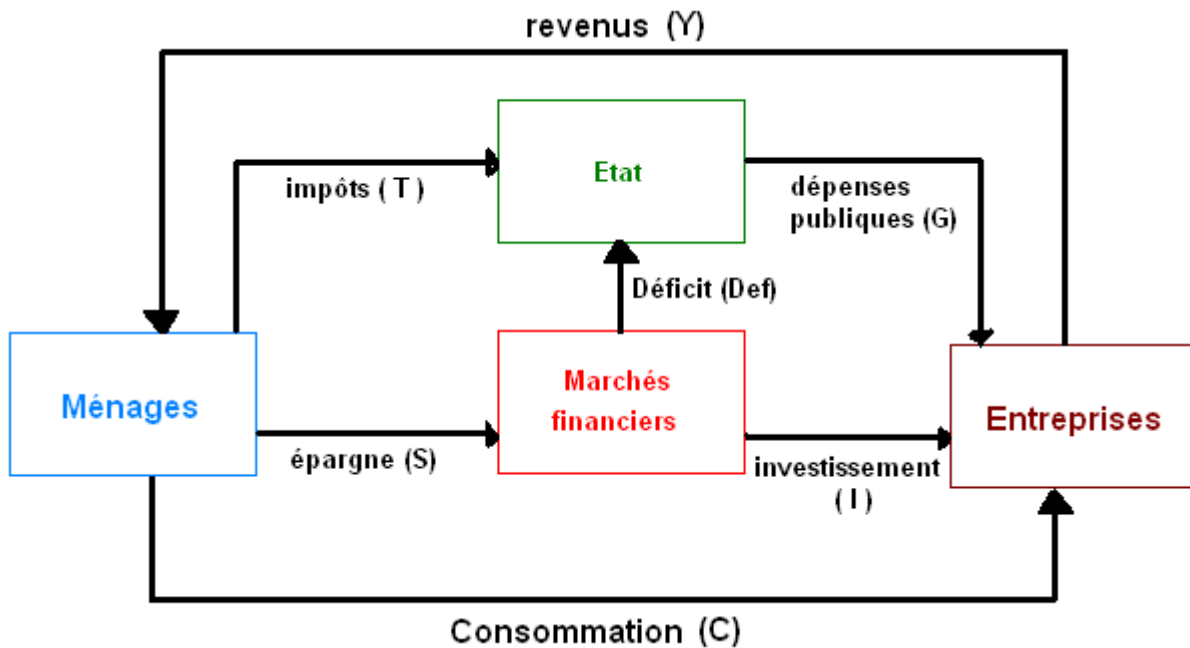 revenus (Y)
Etat
impôts ( T )
dépenses
publiques (G)
Déficit (Def)
Marchés
financiers
Ménages
Entreprises
épargne (S)
investissement
( I )
Consommation (C)